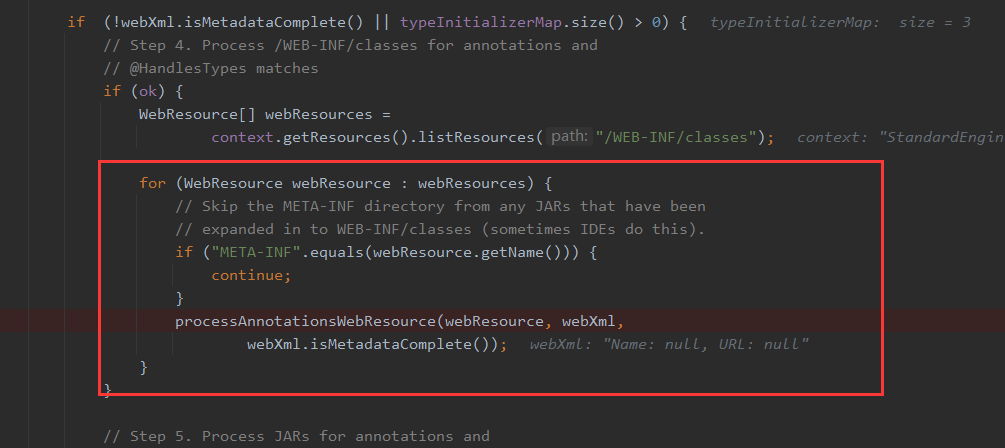 if (!webXml.isMetadataComplete() || typeInitializerMap.size() > 0) { typeInitializerMap: size = 3
// Step 4. Process /WEB-INF/classes for annotations and
// @HandlesTypes matches
if (ok) {
WebResource[] webResources =
context.getResources().listResources( path: "/WEB-INF/classes"); context: "StandardEngin
for (WebResource webResource : webResources) {
// Skip the META-INF directory from any JARs that have been
// expanded in to WEB-INF/classes (sometimes IDEs do this).
if ("META-INF".equals(webResource.getName())) {
continue;
}
processAnnotationsWebResource(webResource, webXml,
webXml.isMetadataComplete()); webXml: "Name: null, URL: null"
}
}
// Step 5. Process JARs for annotations and